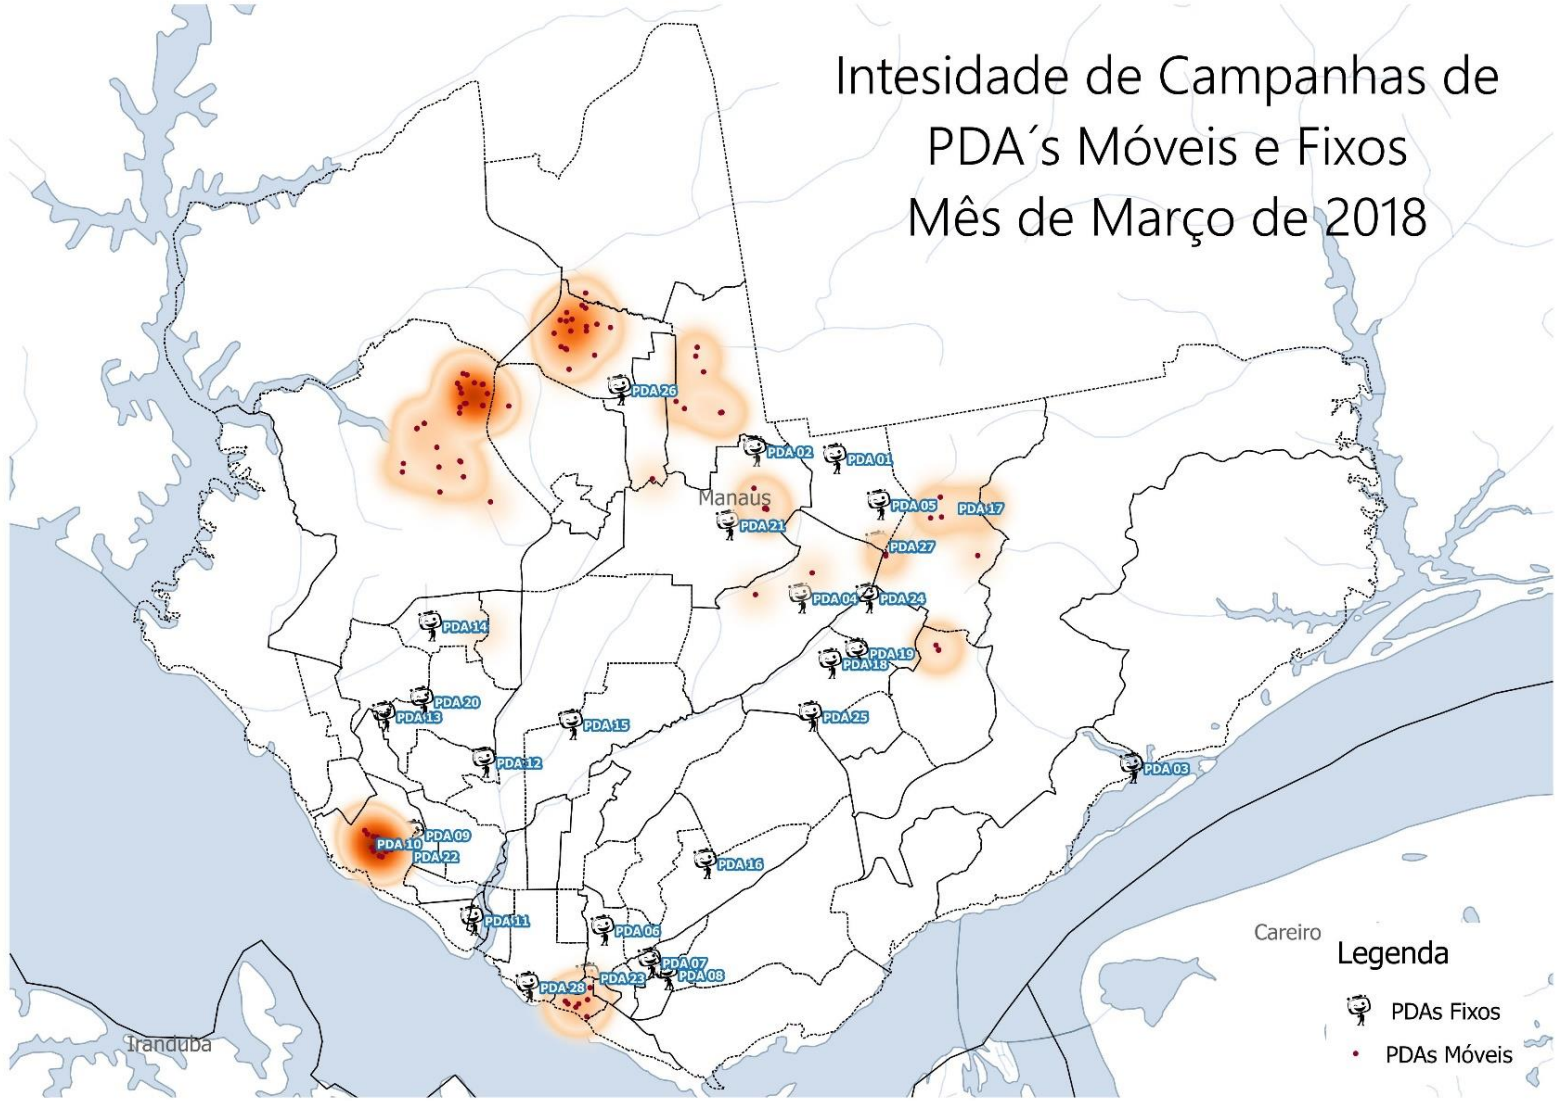 Intesidade de Campanhas de
PDA´s Móveis e Fixos
Mês de Março de 2018
PDA 26
PDA 02
PDA 01
Manaus
PDA 05
PDA 17
PDA 21
PDA 27
PDA 04
PDA 24
PDA 14
PDA 19
PDA 18
PDA 20
PDA 13
PDA 25
PDA 15
PDA 12
PDA 03
PDA 09
PDA 10
PDA 22
PDA 16
PDA 11
PDA 06
Careiro
PDA 07
PDA 08
PDA 23
PDA 28
Iranduba
Legenda
PDAs Fixos
PDAs Móveis